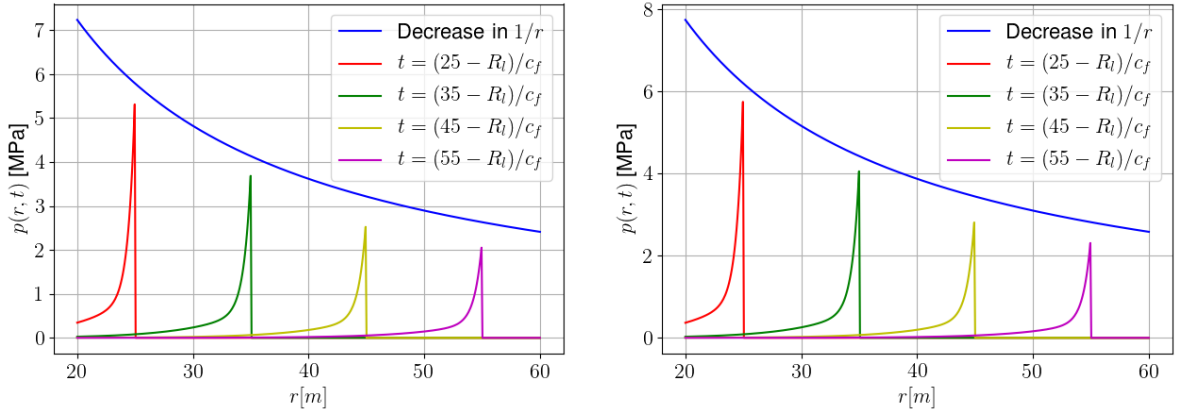 7
6
5
4
3
2
1
0
p(r, t) [MPa]
Decrease in 1/r
t = (25 − R_l)/c_f
t = (35 − R_l)/c_f
t = (45 − R_l)/c_f
t = (55 − R_l)/c_f
20 30 40 50 60
r[m]
8
6
4
2
0
p(r, t) [MPa]
Decrease in 1/r
t = (25 − R_l)/c_f
t = (35 − R_l)/c_f
t = (45 − R_l)/c_f
t = (55 − R_l)/c_f
20 30 40 50 60
r[m]